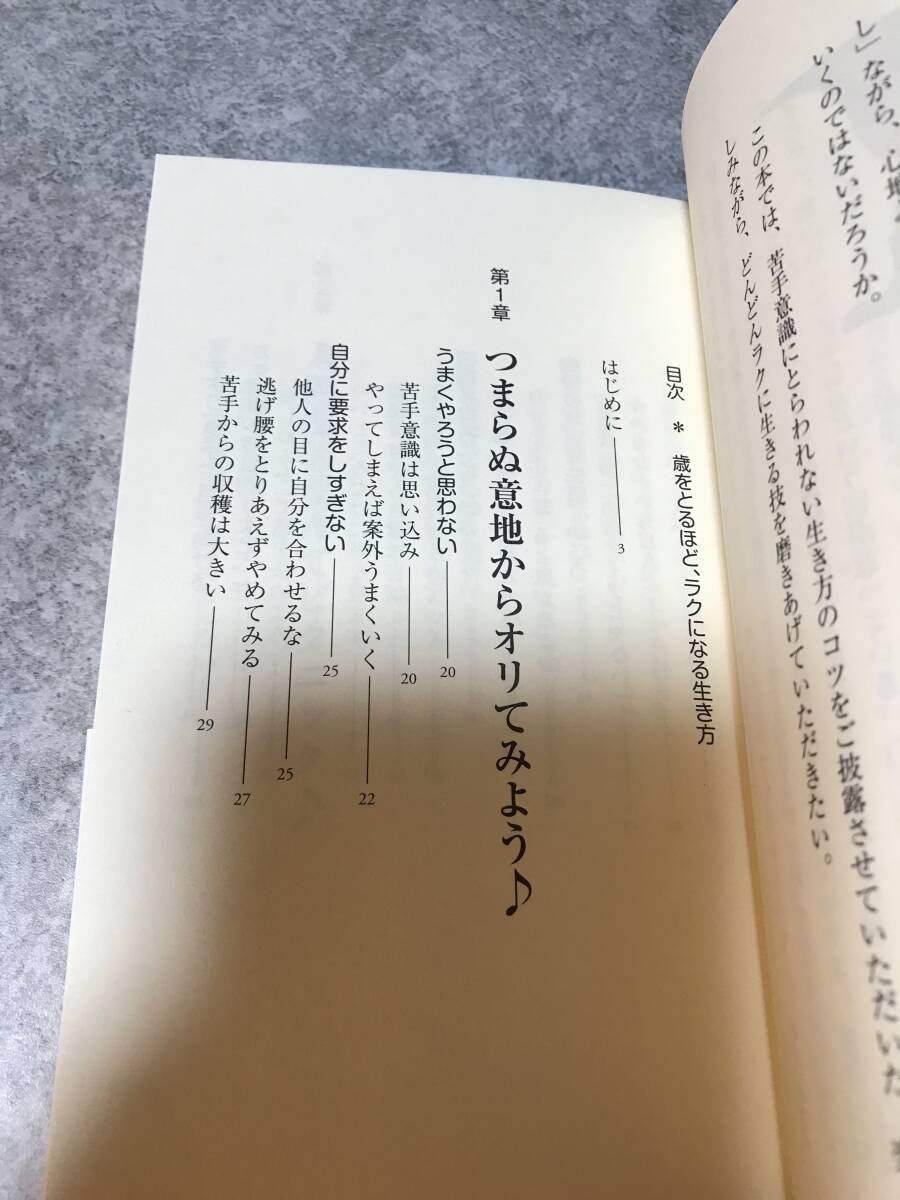 し」ながら、心地
いくのではないだろうか。
この本では、苦手意識にとらわれない生き方のコツをご披露させていただいた
しみながら、どんどんラクに生きる技を磨きあげていただきたい。
目次 * 歳をとるほど、ラクになる生き方
はじめに 3
第1章 つまらぬ意地からオリてみよう♪
うまくやろうと思わない 20
苦手意識は思い込み 20
やってしまえば案外うまくいく 22
自分に要求をしすぎない 25
他人の目に自分を合わせるな 25
逃げ腰をとりあえずやめてみる 27
苦手からの収穫は大きい 29